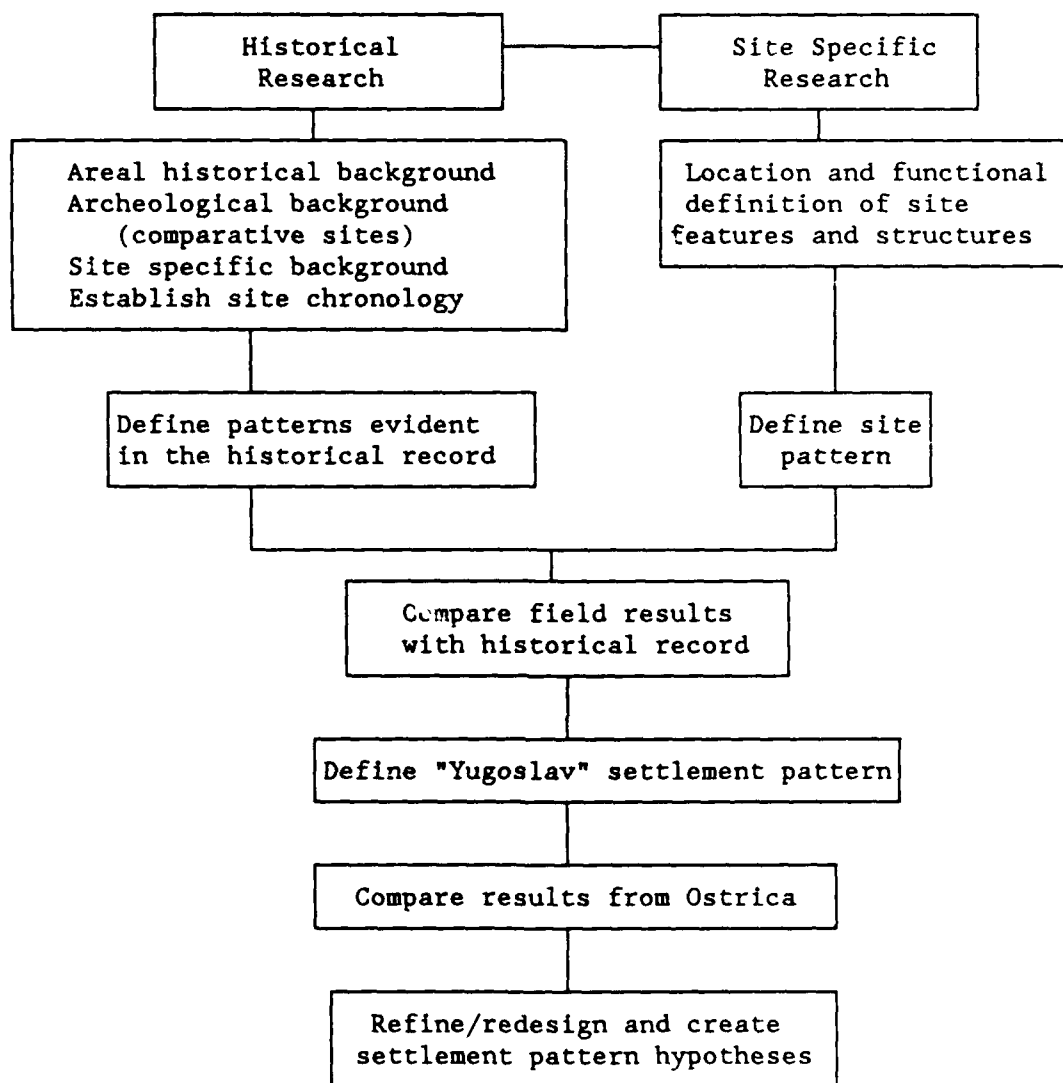 Historical
Research
Site Specific
Research
Areal historical background
Archeological background
(comparative sites)
Site specific background
Establish site chronology
Location and functional
definition of site
features and structures
Define patterns evident
in the historical record
Define site
pattern
Compare field results
with historical record
Define "Yugoslav" settlement pattern
Compare results from Ostrica
Refine/redesign and create
settlement pattern hypotheses